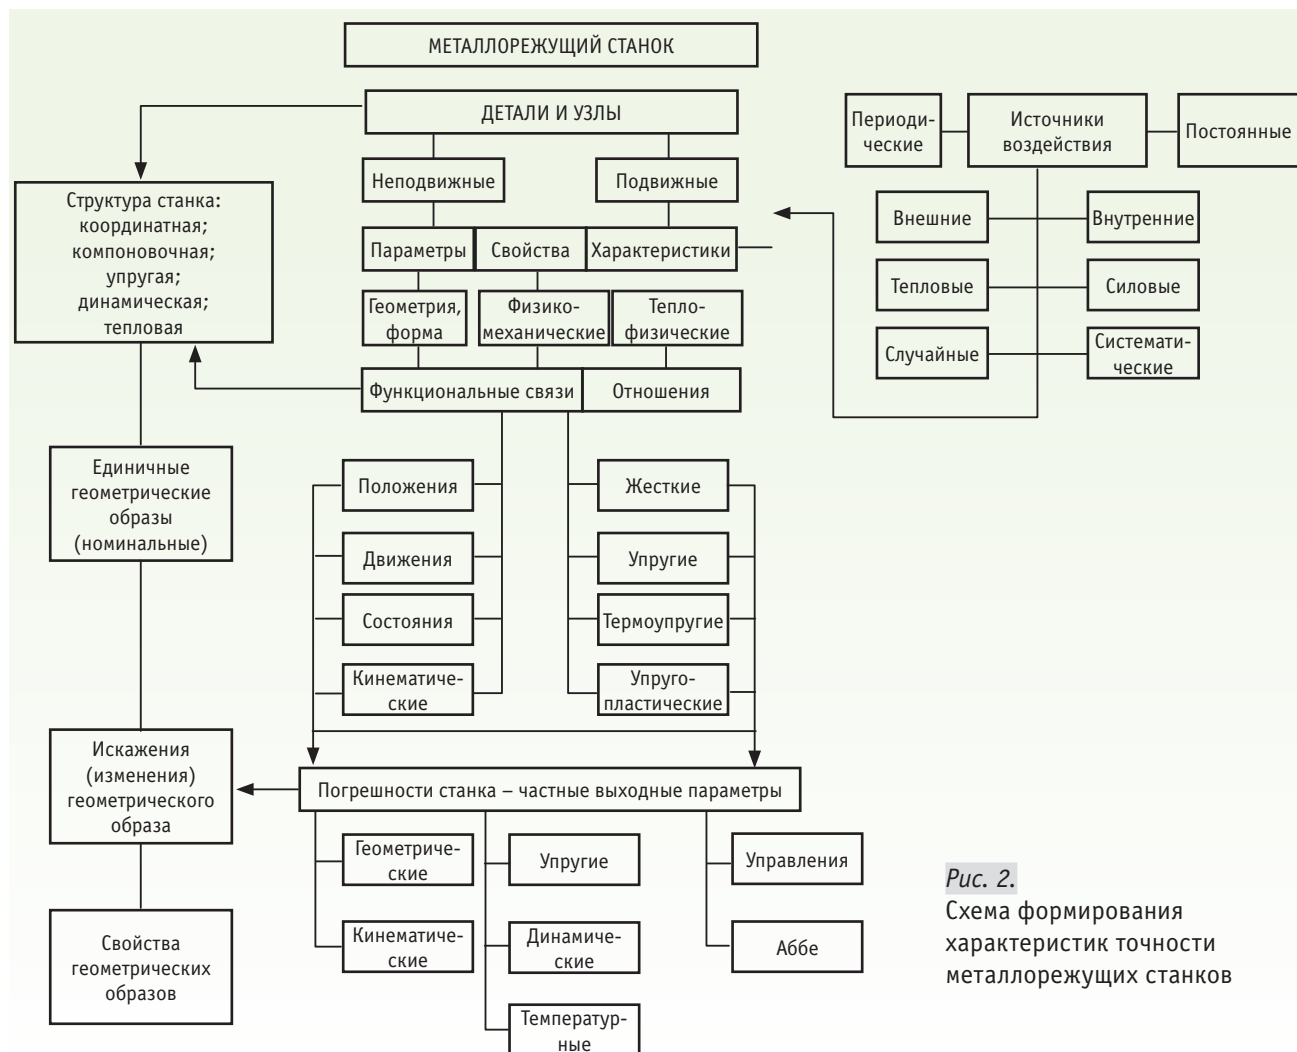 МЕТАЛЛОРЕЖУЩИЙ СТАНОК
ДЕТАЛИ И УЗЛЫ
Неподвижные
Подвижные
Параметры
Свойства
Характеристики
Геометрия,
форма
Физико-
механические
Тепло-
физические
Функциональные связи
Отношения
Периоди-
ческие
Источники
воздействия
Постоянные
Внешние
Внутренние
Тепловые
Силовые
Случайные
Системати-
ческие
Структура станка:
координатная;
компоновочная;
упругая;
динамическая;
тепловая
Единичные
геометрические
образы
(номинальные)
Искажения
(изменения)
геометрического
образа
Свойства
геометрических
образов
Положения
Движения
Состояния
Кинематиче-
ские
Жесткие
Упругие
Термоупругие
Упруго-
пластические
Погрешности станка – частные выходные параметры
Геометриче-
ские
Кинематиче-
ские
Упругие
Динамиче-
ские
Температур-
ные
Управления
Аббе
Рис. 2.
Схема формирования
характеристик точности
металлорежущих станков